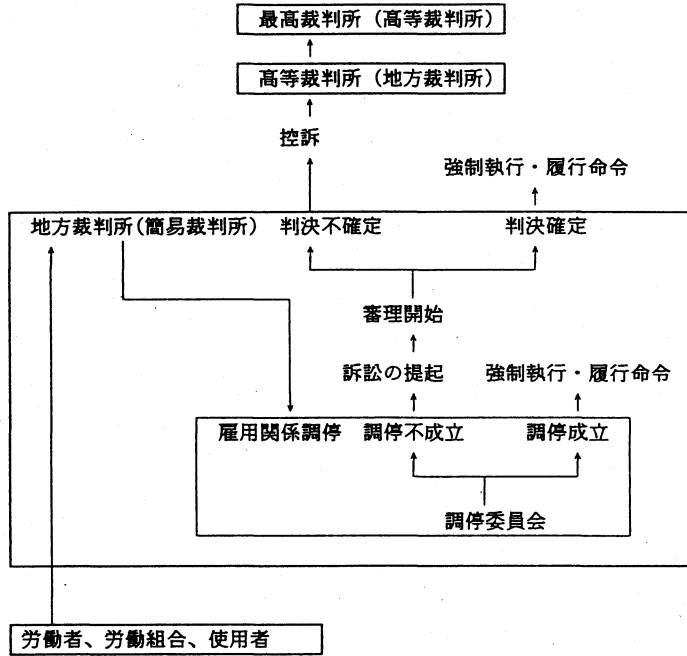 最高裁判所（高等裁判所）
高等裁判所（地方裁判所）
控訴
強制執行・履行命令
地方裁判所（簡易裁判所） 判決不確定 判決確定
審理開始
訴訟の提起 強制執行・履行命令
雇用関係調停 調停不成立 調停成立
調停委員会
労働者、労働組合、使用者